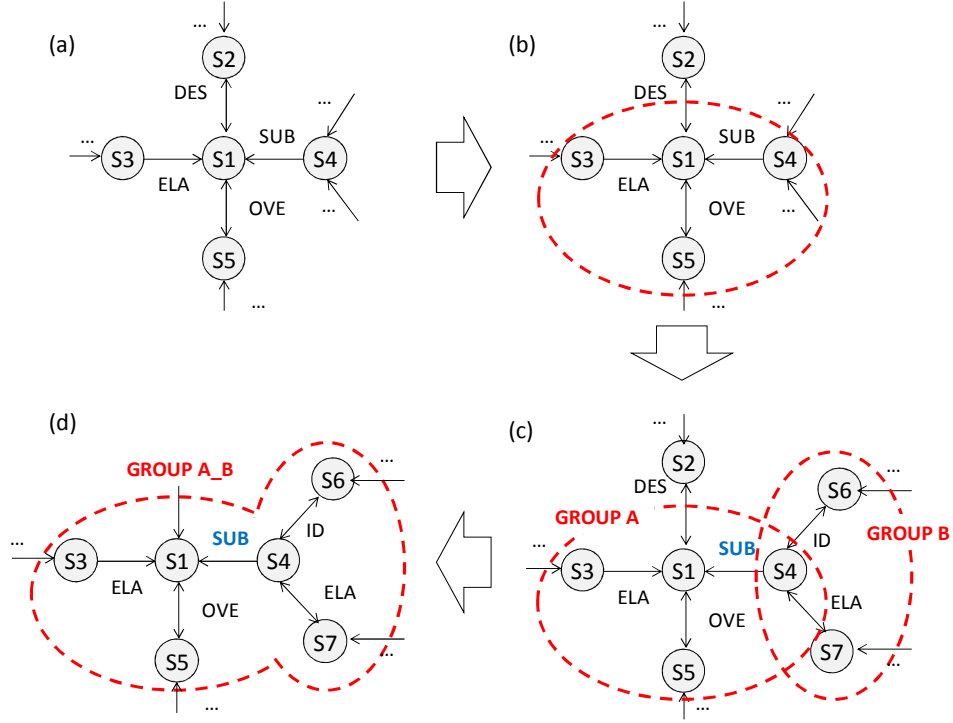 (a)
...
S2
DES
...
...
SUB
S3
S1
S4
ELA
...
OVE
S5
...
(b)
...
S2
DES
...
...
SUB
S3
S1
S4
ELA
...
OVE
S5
...
(d)
...
GROUP A_B
S6
...
ID
SUB
S3
S1
S4
ELA
ELA
OVE
S7
...
S5
...
(c)
...
S2
DES
...
S6
GROUP A
ID
GROUP B
...
SUB
S3
S1
S4
ELA
ELA
OVE
S7
...
S5
...